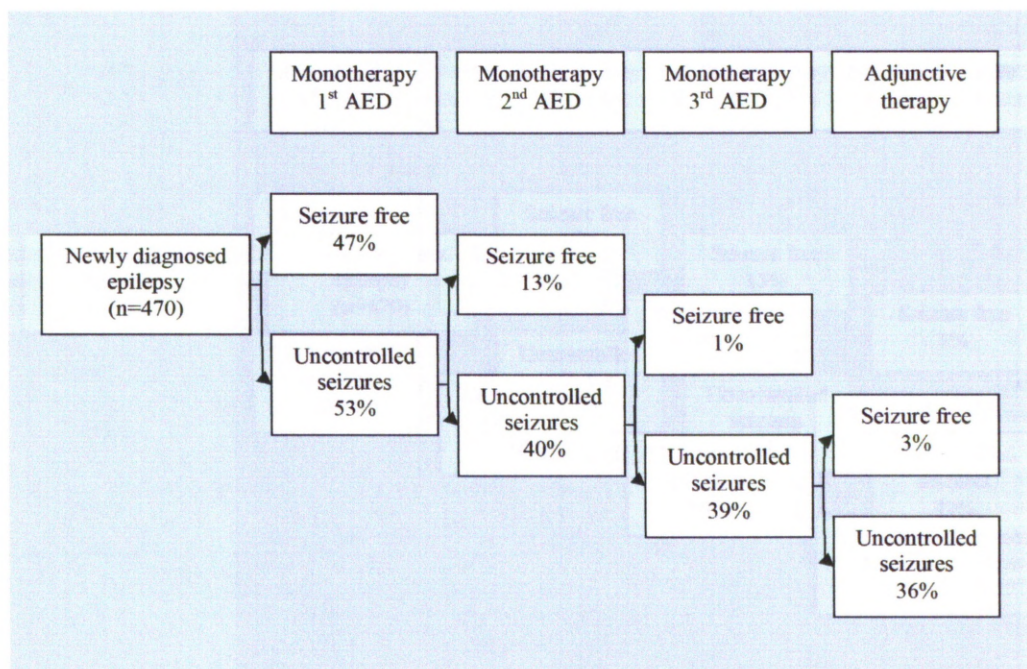 Monotherapy
1st AED
Monotherapy
2nd AED
Monotherapy
3rd AED
Adjunctive
therapy
Newly diagnosed
epilepsy
(n=470)
Seizure free
47%
Uncontrolled
seizures
53%
Seizure free
13%
Uncontrolled
seizures
40%
Seizure free
1%
Uncontrolled
seizures
39%
Seizure free
3%
Uncontrolled
seizures
36%